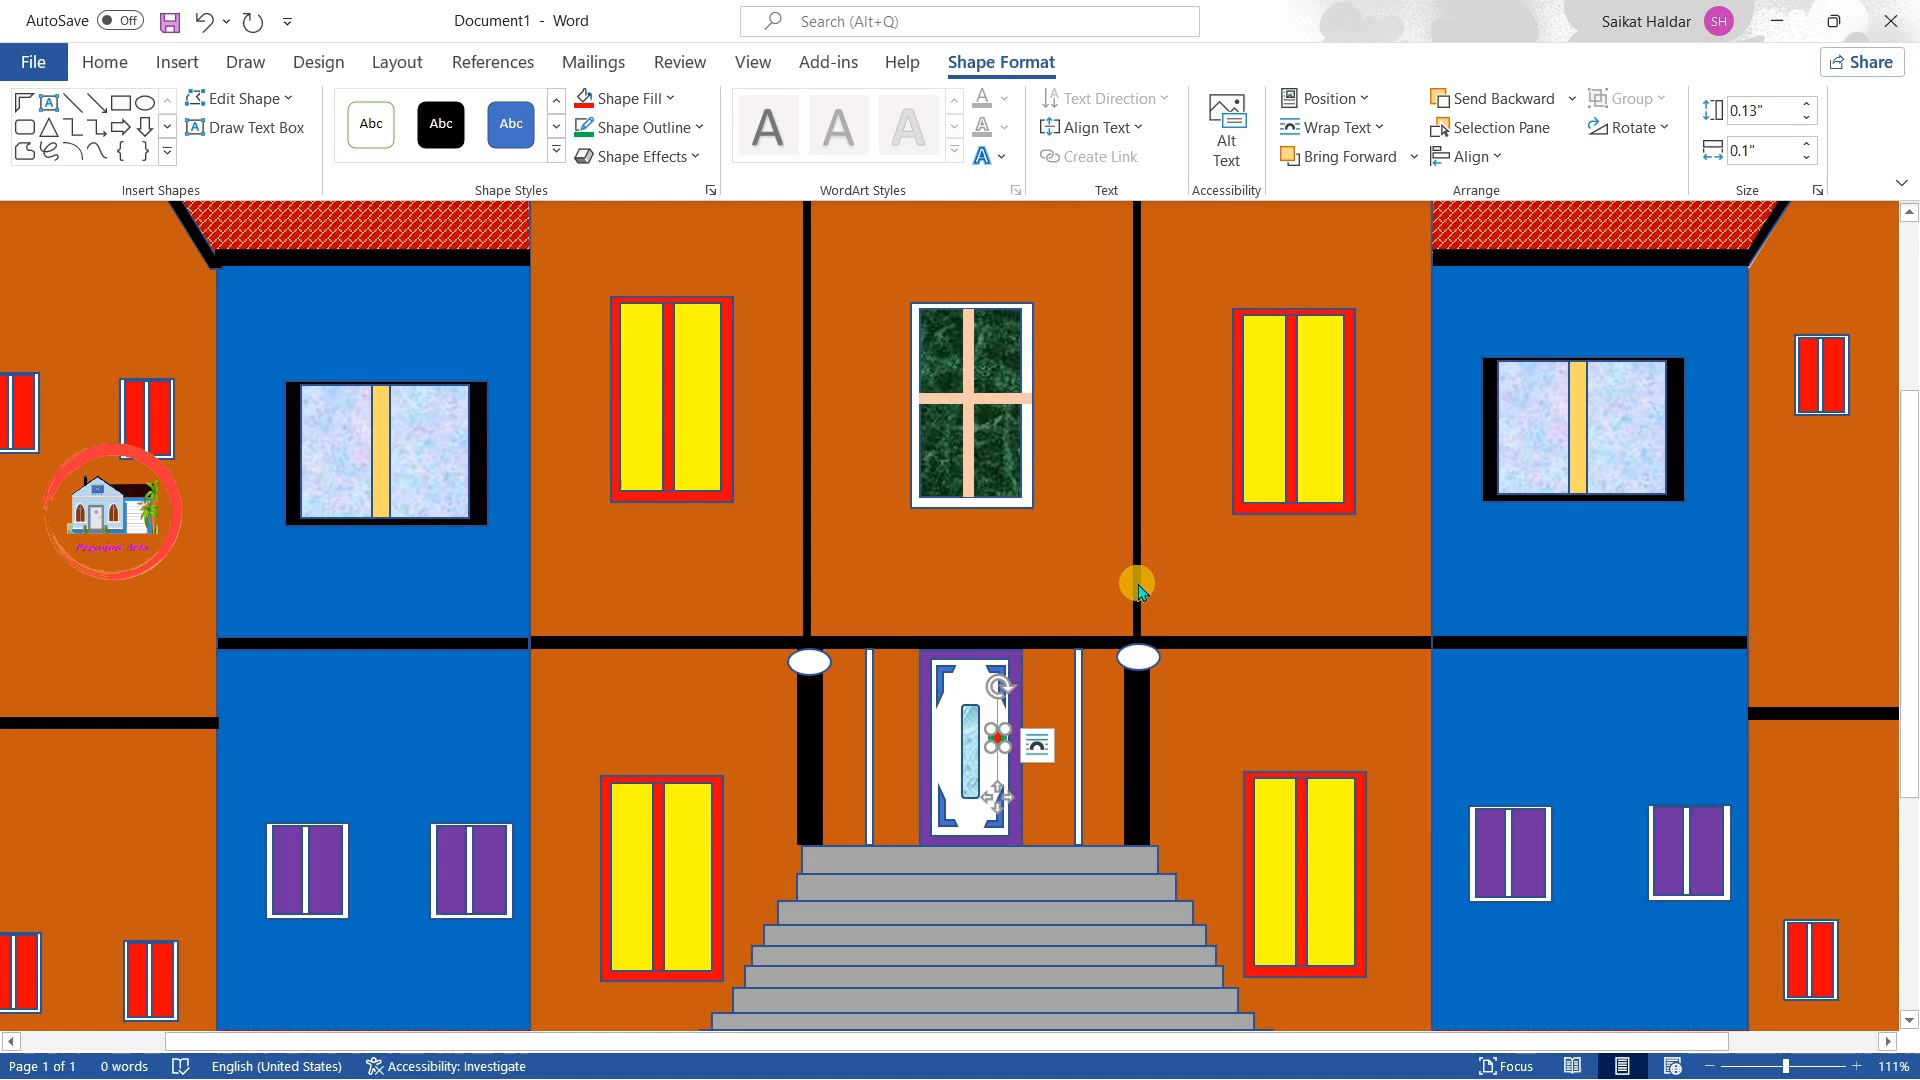 AutoSave Off Document1 - Word Search (Alt+Q) Saikat Haldar SH
File Home Insert Draw Design Layout References Mailings Review View Add-ins Help Shape Format Share
Edit Shape
Draw Text Box
Insert Shapes
Abc Abc Abc
Shape Fill
Shape Outline
Shape Effects
Shape Styles
A A A
WordArt Styles
Text Direction
Align Text
Create Link
Text
Alt
Text
Accessibility
Position
Wrap Text
Bring Forward
Send Backward
Selection Pane
Align
Group
Rotate
Arrange
0.13"
0.1"
Size
Page 1 of 1 0 words English (United States) Accessibility: Investigate Focus 111%